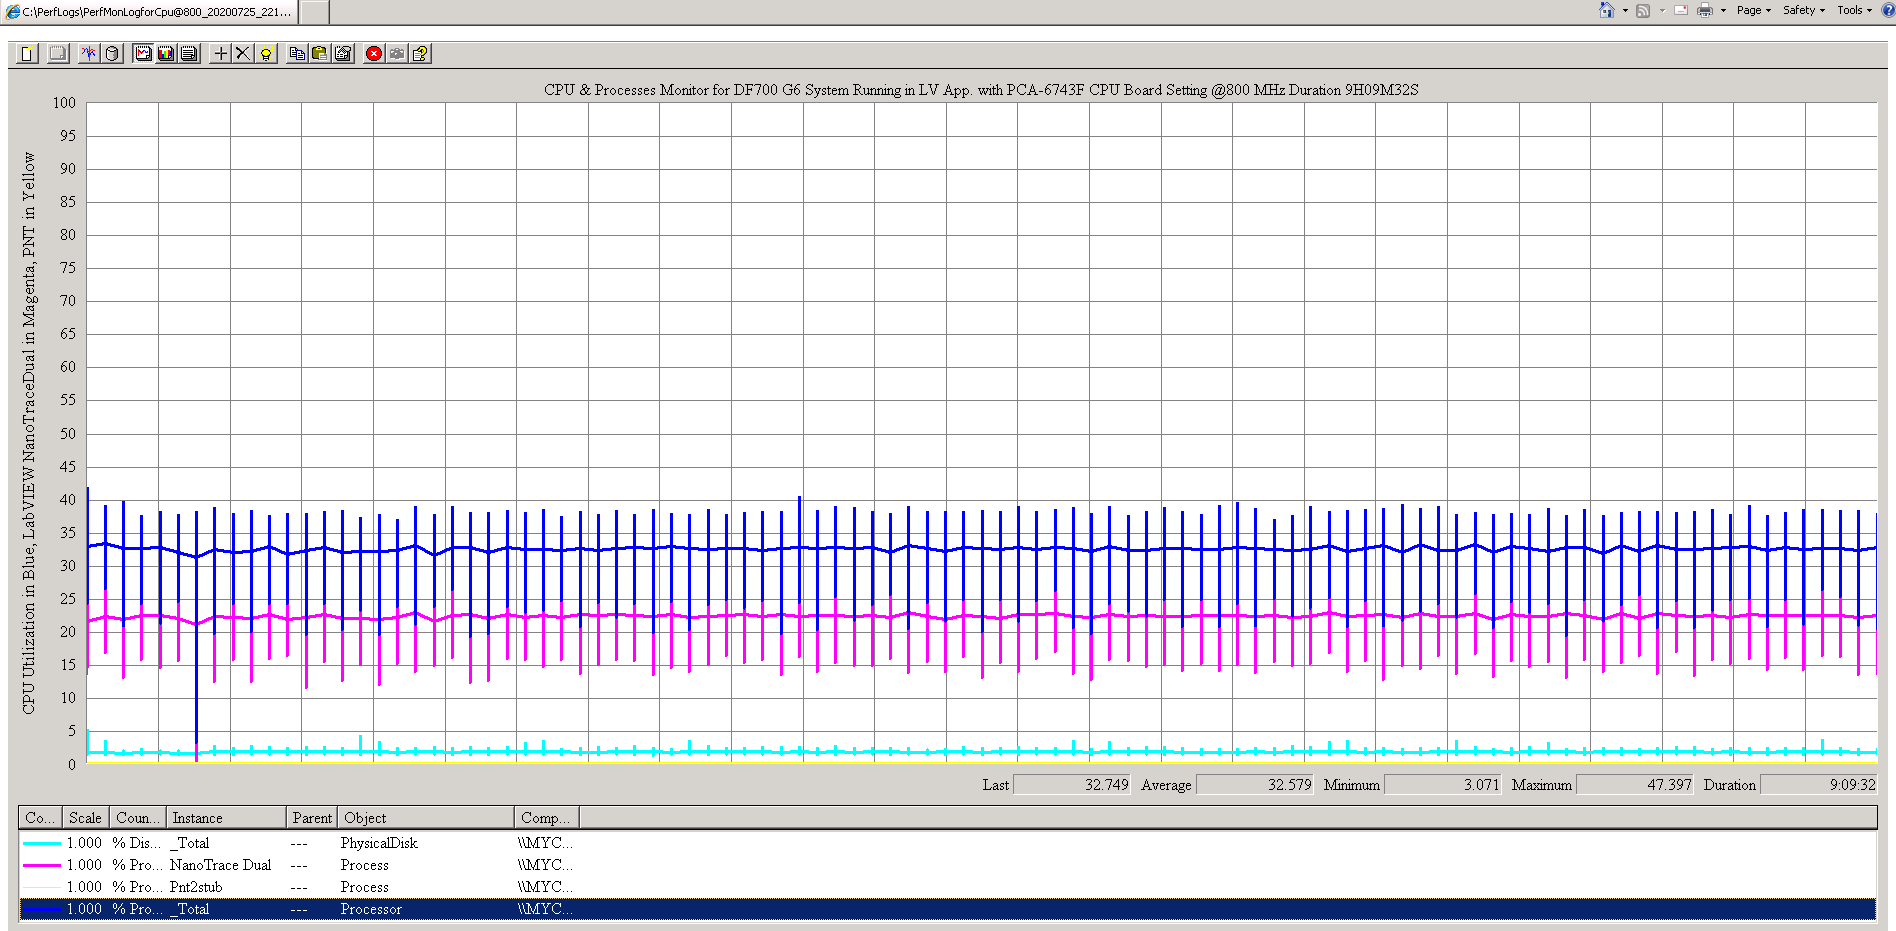 C:\PerfLogs\PerfMonLogforCpu@800_20200725_221...
Page Safety Tools
CPU & Processes Monitor for DF700 G6 System Running in LV App. with PCA-6743F CPU Board Setting @800 MHz Duration 9H09M32S
CPU Utilization in Blue, LabVIEW NanoTraceDual in Magenta, PNT in Yellow
100
95
90
85
80
75
70
65
60
55
50
45
40
35
30
25
20
15
10
5
0
Last 32.749 Average 32.579 Minimum 3.071 Maximum 47.397 Duration 9:09:32
Co... Scale Coun... Instance Parent Object Comp...
1.000 % Dis... _Total --- PhysicalDisk \\MYC...
1.000 % Pro... NanoTrace Dual --- Process \\MYC...
1.000 % Pro... Pnt2stub --- Process \\MYC...
1.000 % Pro... _Total --- Processor \\MYC...